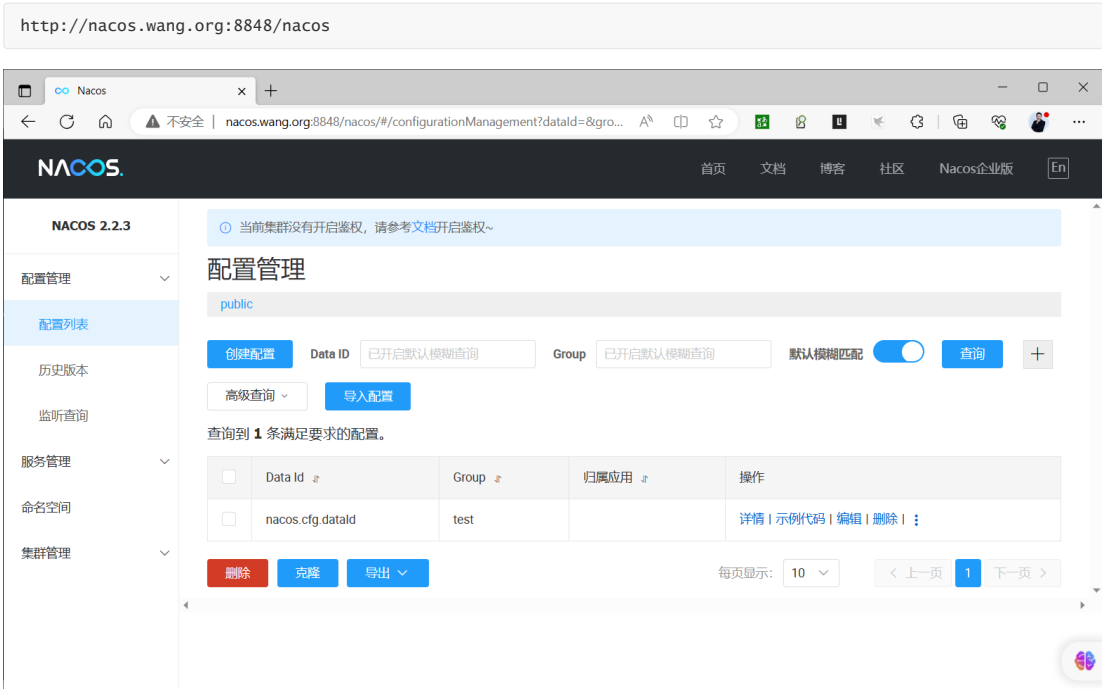 http://nacos.wang.org:8848/nacos
Nacos
不安全 | nacos.wang.org:8848/nacos/#/configurationManagement?dataId=&gro...
NACOS.
首页 文档 博客 社区 Nacos企业版 En
NACOS 2.2.3
当前集群没有开启鉴权，请参考文档开启鉴权~
配置管理
配置管理
public
配置列表
创建配置 Data ID 已开启默认模糊查询 Group 已开启默认模糊查询 默认模糊匹配 查询
历史版本
高级查询 导入配置
监听查询
查询到 1 条满足要求的配置。
服务管理
Data Id Group 归属应用 操作
命名空间
nacos.cfg.dataId test 详情 | 示例代码 | 编辑 | 删除 |
集群管理
删除 克隆 导出 每页显示: 10 上一页 1 下一页